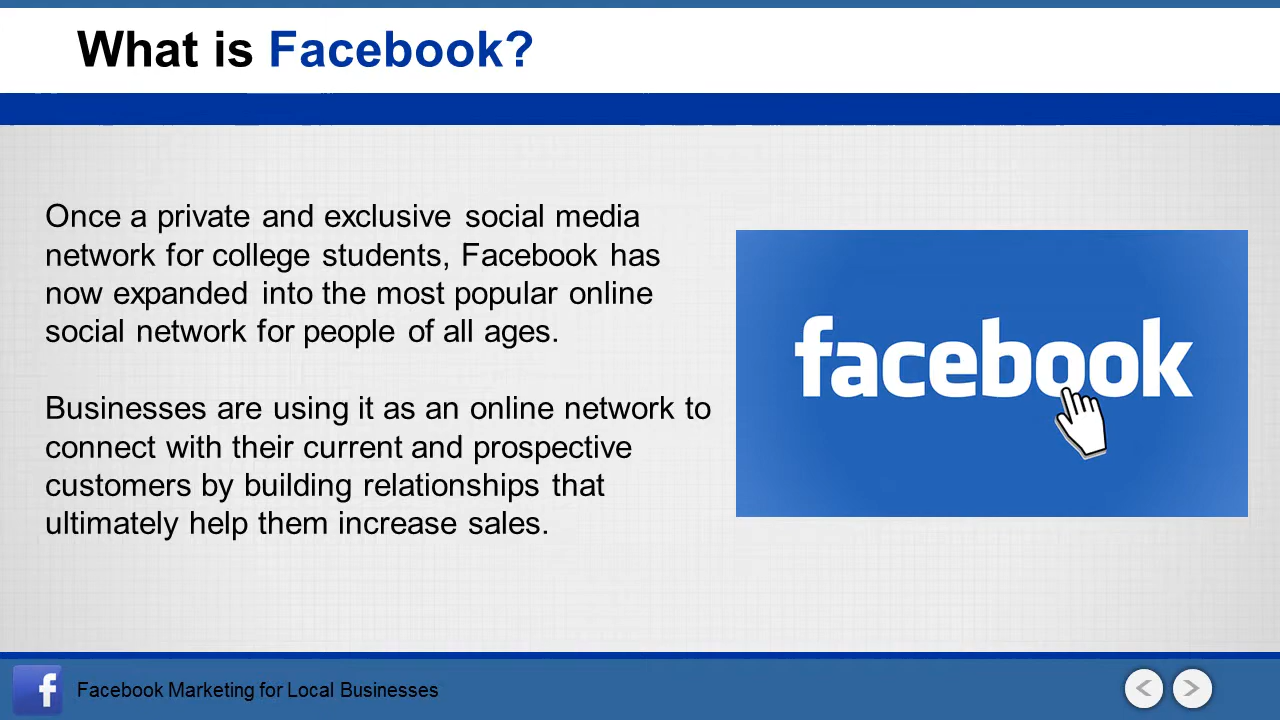 What is Facebook?
Once a private and exclusive social media
network for college students, Facebook has
now expanded into the most popular online
social network for people of all ages.
Businesses are using it as an online network to
connect with their current and prospective
customers by building relationships that
ultimately help them increase sales.
facebook
f
Facebook Marketing for Local Businesses